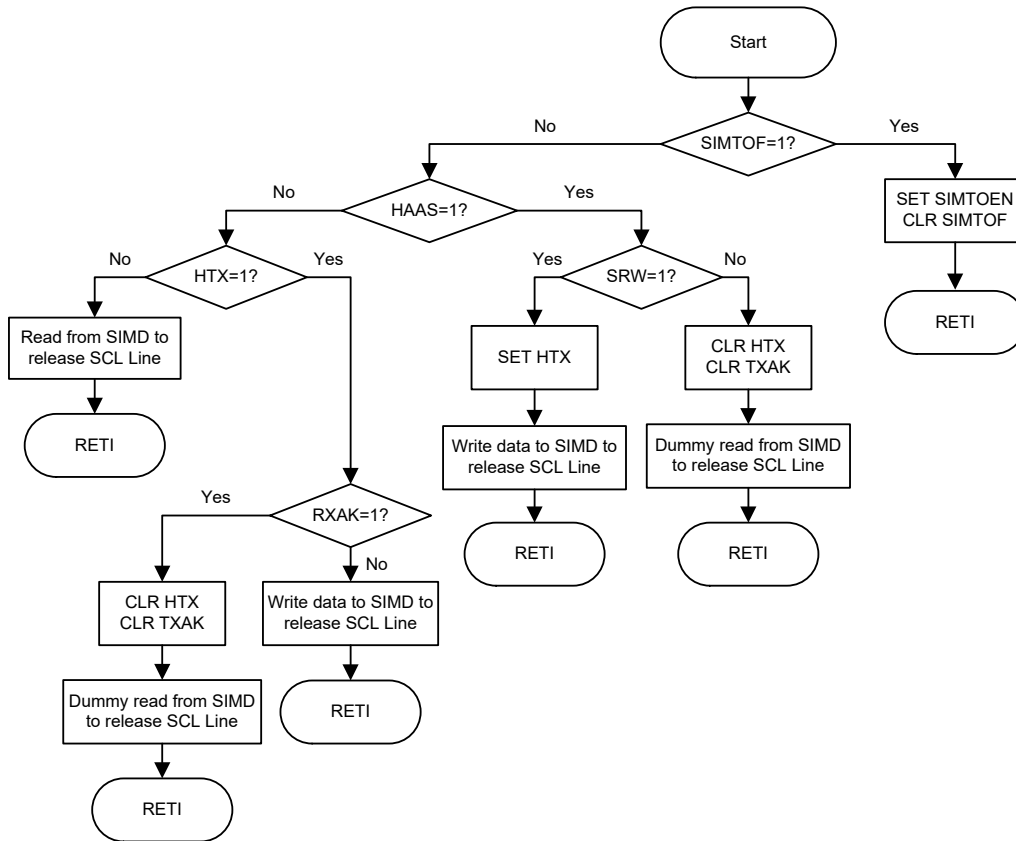 Start
No
SIMTOF=1?
Yes
No
HAAS=1?
Yes
SET SIMTOEN
CLR SIMTOF
No
HTX=1?
Yes
Yes
SRW=1?
No
RETI
Read from SIMD to
release SCL Line
SET HTX
CLR HTX
CLR TXAK
RETI
Write data to SIMD to
release SCL Line
Dummy read from SIMD
to release SCL Line
Yes
RXAK=1?
No
RETI
RETI
CLR HTX
CLR TXAK
Write data to SIMD to
release SCL Line
Dummy read from SIMD
to release SCL Line
RETI
RETI